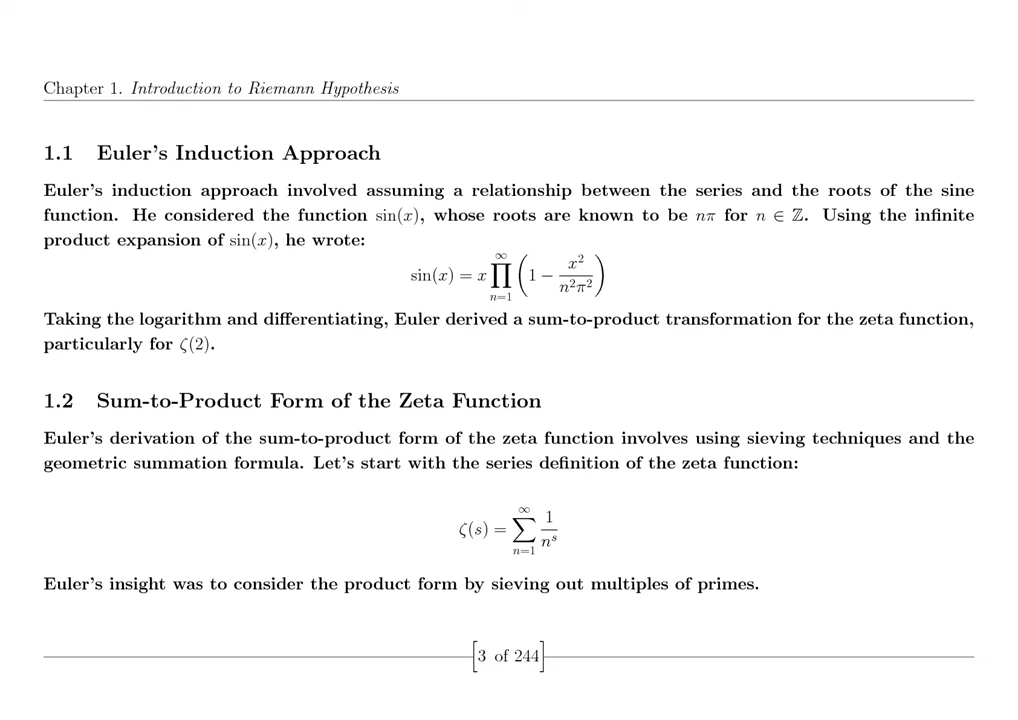 Chapter 1. Introduction to Riemann Hypothesis
1.1 Euler's Induction Approach
Euler's induction approach involved assuming a relationship between the series and the roots of the sine
function. He considered the function sin(x), whose roots are known to be nπ for n ∈ ℤ. Using the infinite
product expansion of sin(x), he wrote:
sin(x) = x ∏_{n=1}^{∞} (1 − x²/(n²π²))
Taking the logarithm and differentiating, Euler derived a sum-to-product transformation for the zeta function,
particularly for ζ(2).
1.2 Sum-to-Product Form of the Zeta Function
Euler's derivation of the sum-to-product form of the zeta function involves using sieving techniques and the
geometric summation formula. Let's start with the series definition of the zeta function:
ζ(s) = ∑_{n=1}^{∞} 1/n^s
Euler's insight was to consider the product form by sieving out multiples of primes.
[3 of 244]